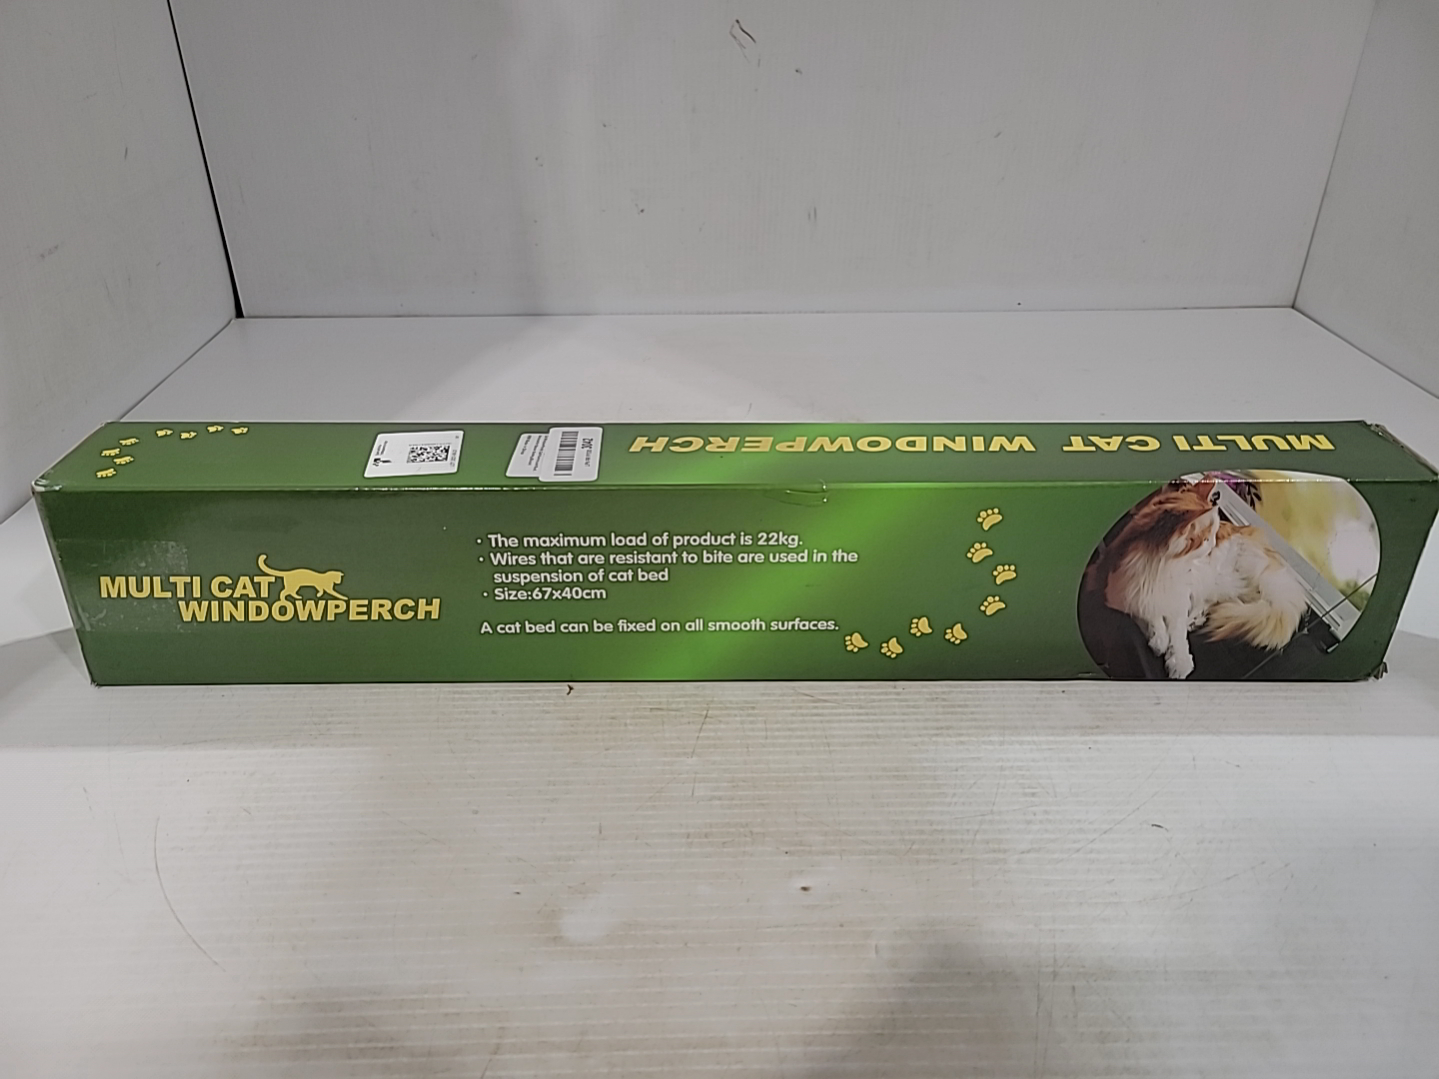 MULTI CAT WINDOWPERCH
MULTI CAT
WINDOWPERCH
· The maximum load of product is 22kg.
· Wires that are resistant to bite are used in the
suspension of cat bed
· Size:67x40cm
A cat bed can be fixed on all smooth surfaces.